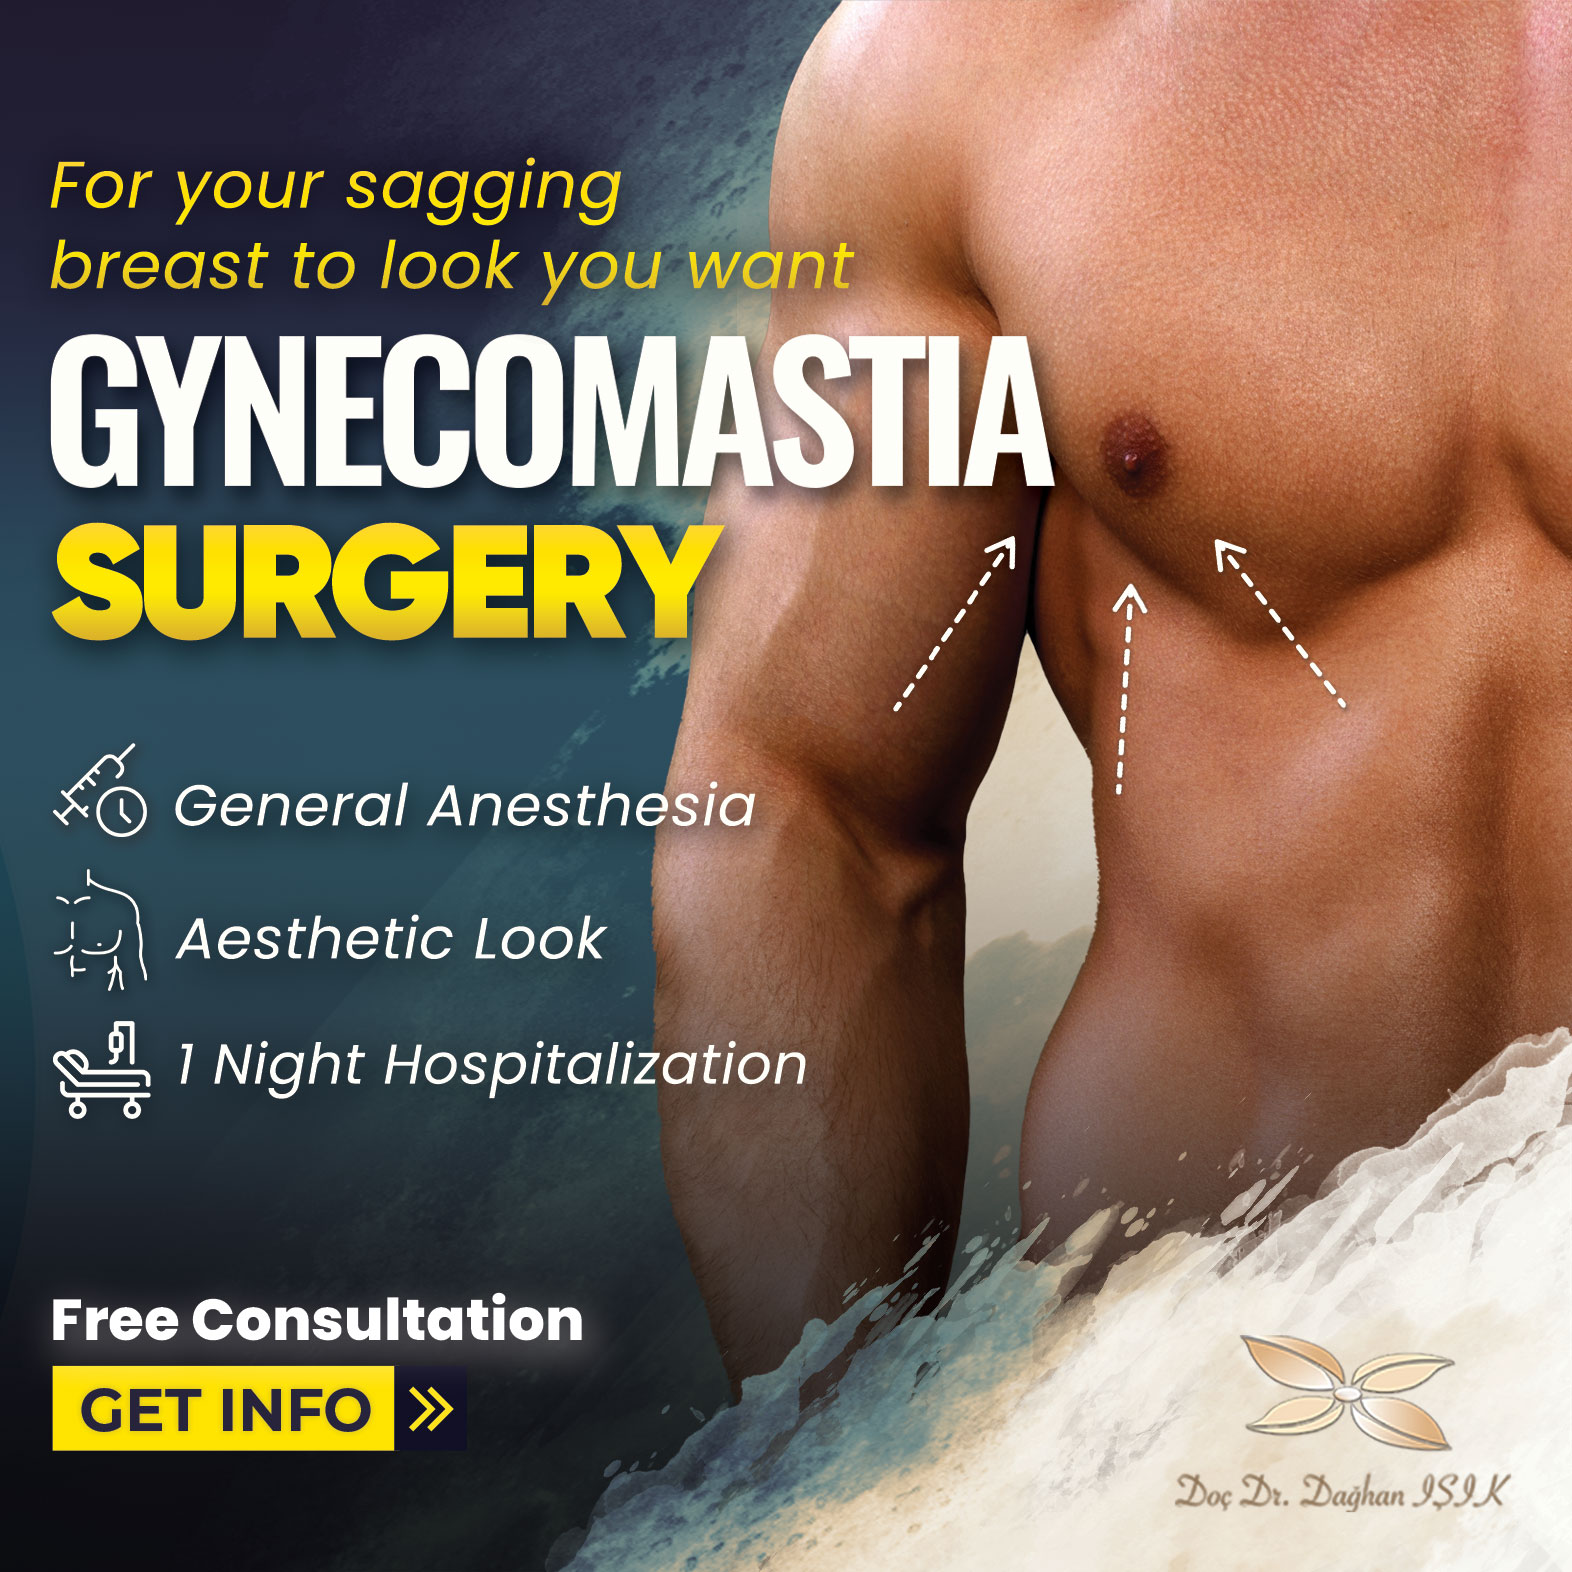 For your sagging
breast to look you want
GYNECOMASTIA
SURGERY
General Anesthesia
Aesthetic Look
1 Night Hospitalization
Free Consultation
GET INFO
Doç Dr. Dağhan IŞIK